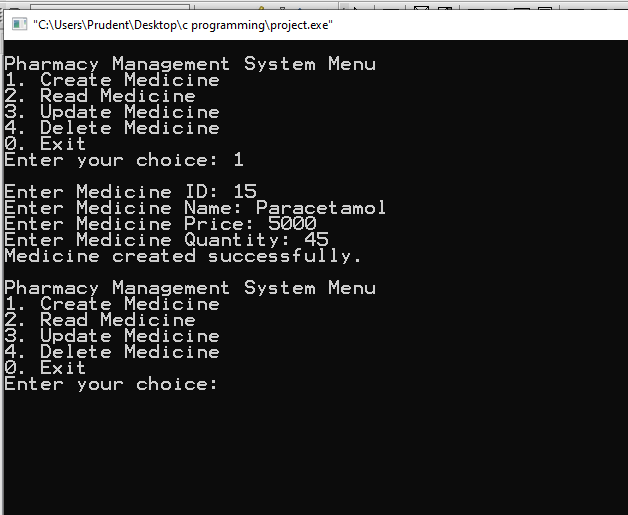 "C:\Users\Prudent\Desktop\c programming\project.exe"
Pharmacy Management System Menu
1. Create Medicine
2. Read Medicine
3. Update Medicine
4. Delete Medicine
0. Exit
Enter your choice: 1
Enter Medicine ID: 15
Enter Medicine Name: Paracetamol
Enter Medicine Price: 5000
Enter Medicine Quantity: 45
Medicine created successfully.
Pharmacy Management System Menu
1. Create Medicine
2. Read Medicine
3. Update Medicine
4. Delete Medicine
0. Exit
Enter your choice: